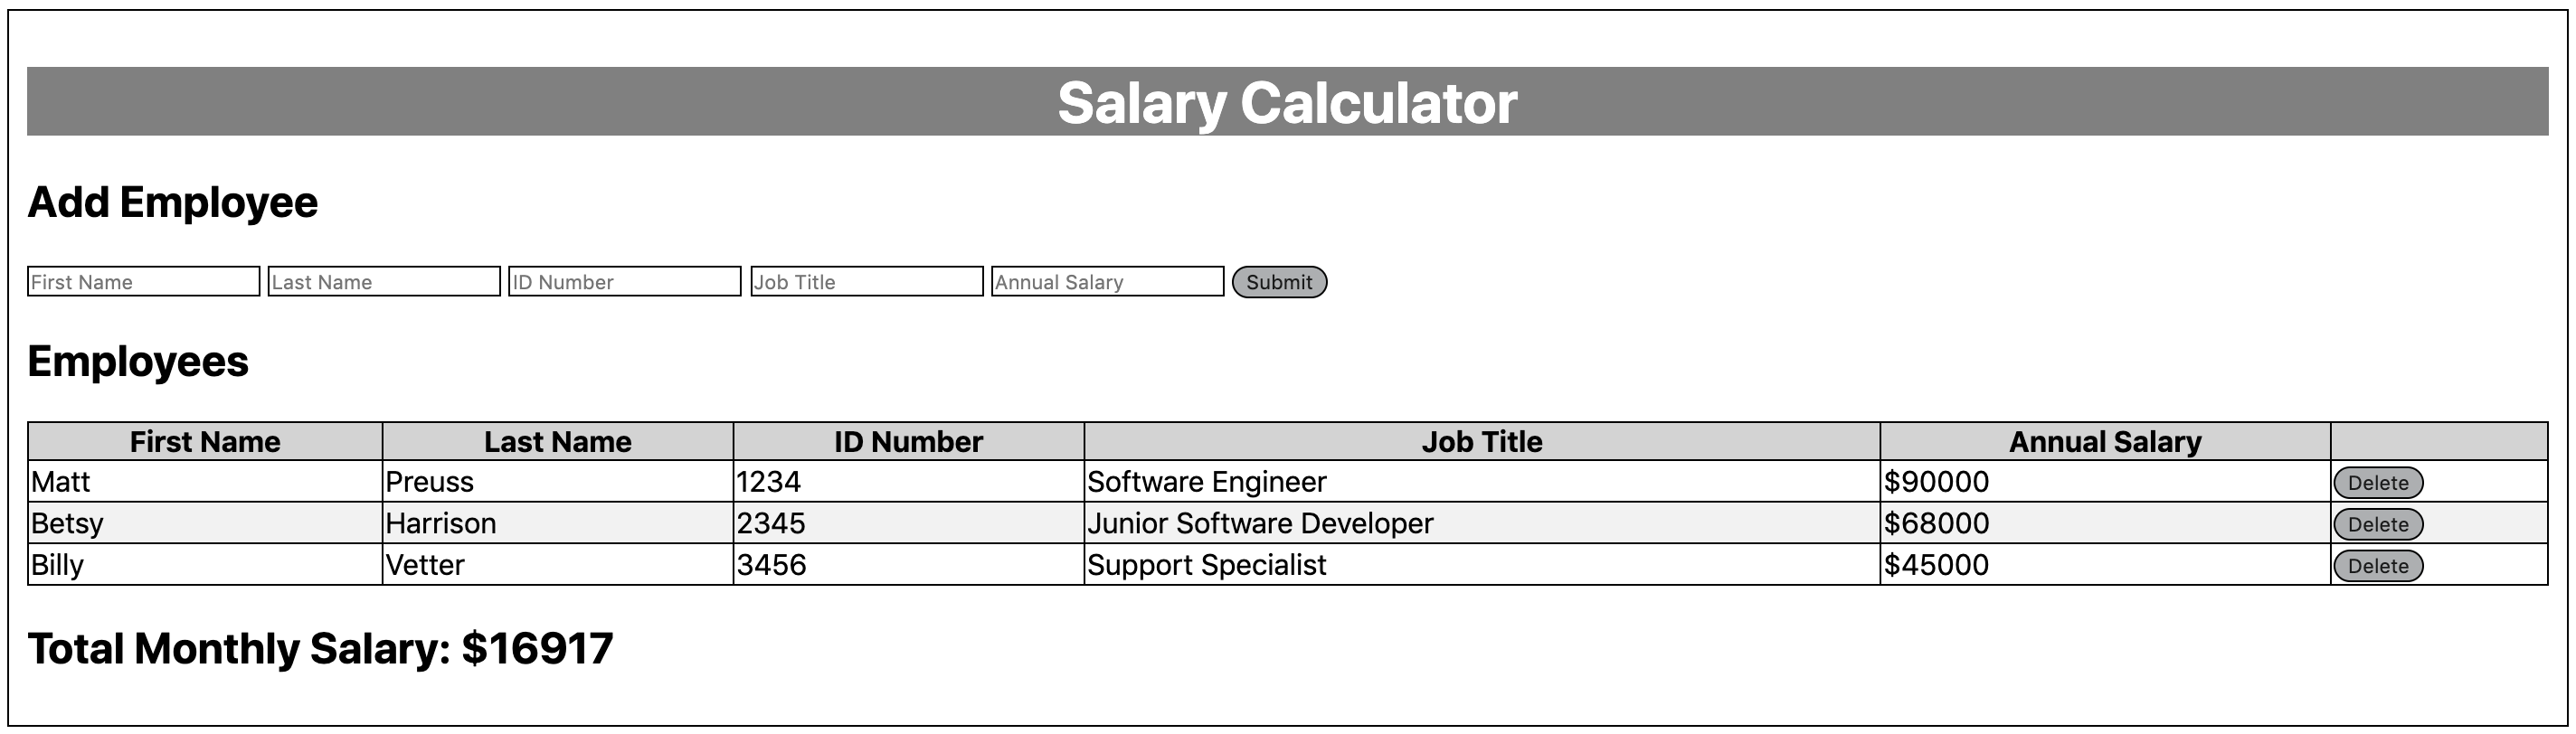 Salary Calculator
Add Employee
First Name Last Name ID Number Job Title Annual Salary Submit
Employees
First Name Last Name ID Number Job Title Annual Salary
Matt Preuss 1234 Software Engineer $90000 Delete
Betsy Harrison 2345 Junior Software Developer $68000 Delete
Billy Vetter 3456 Support Specialist $45000 Delete
Total Monthly Salary: $16917